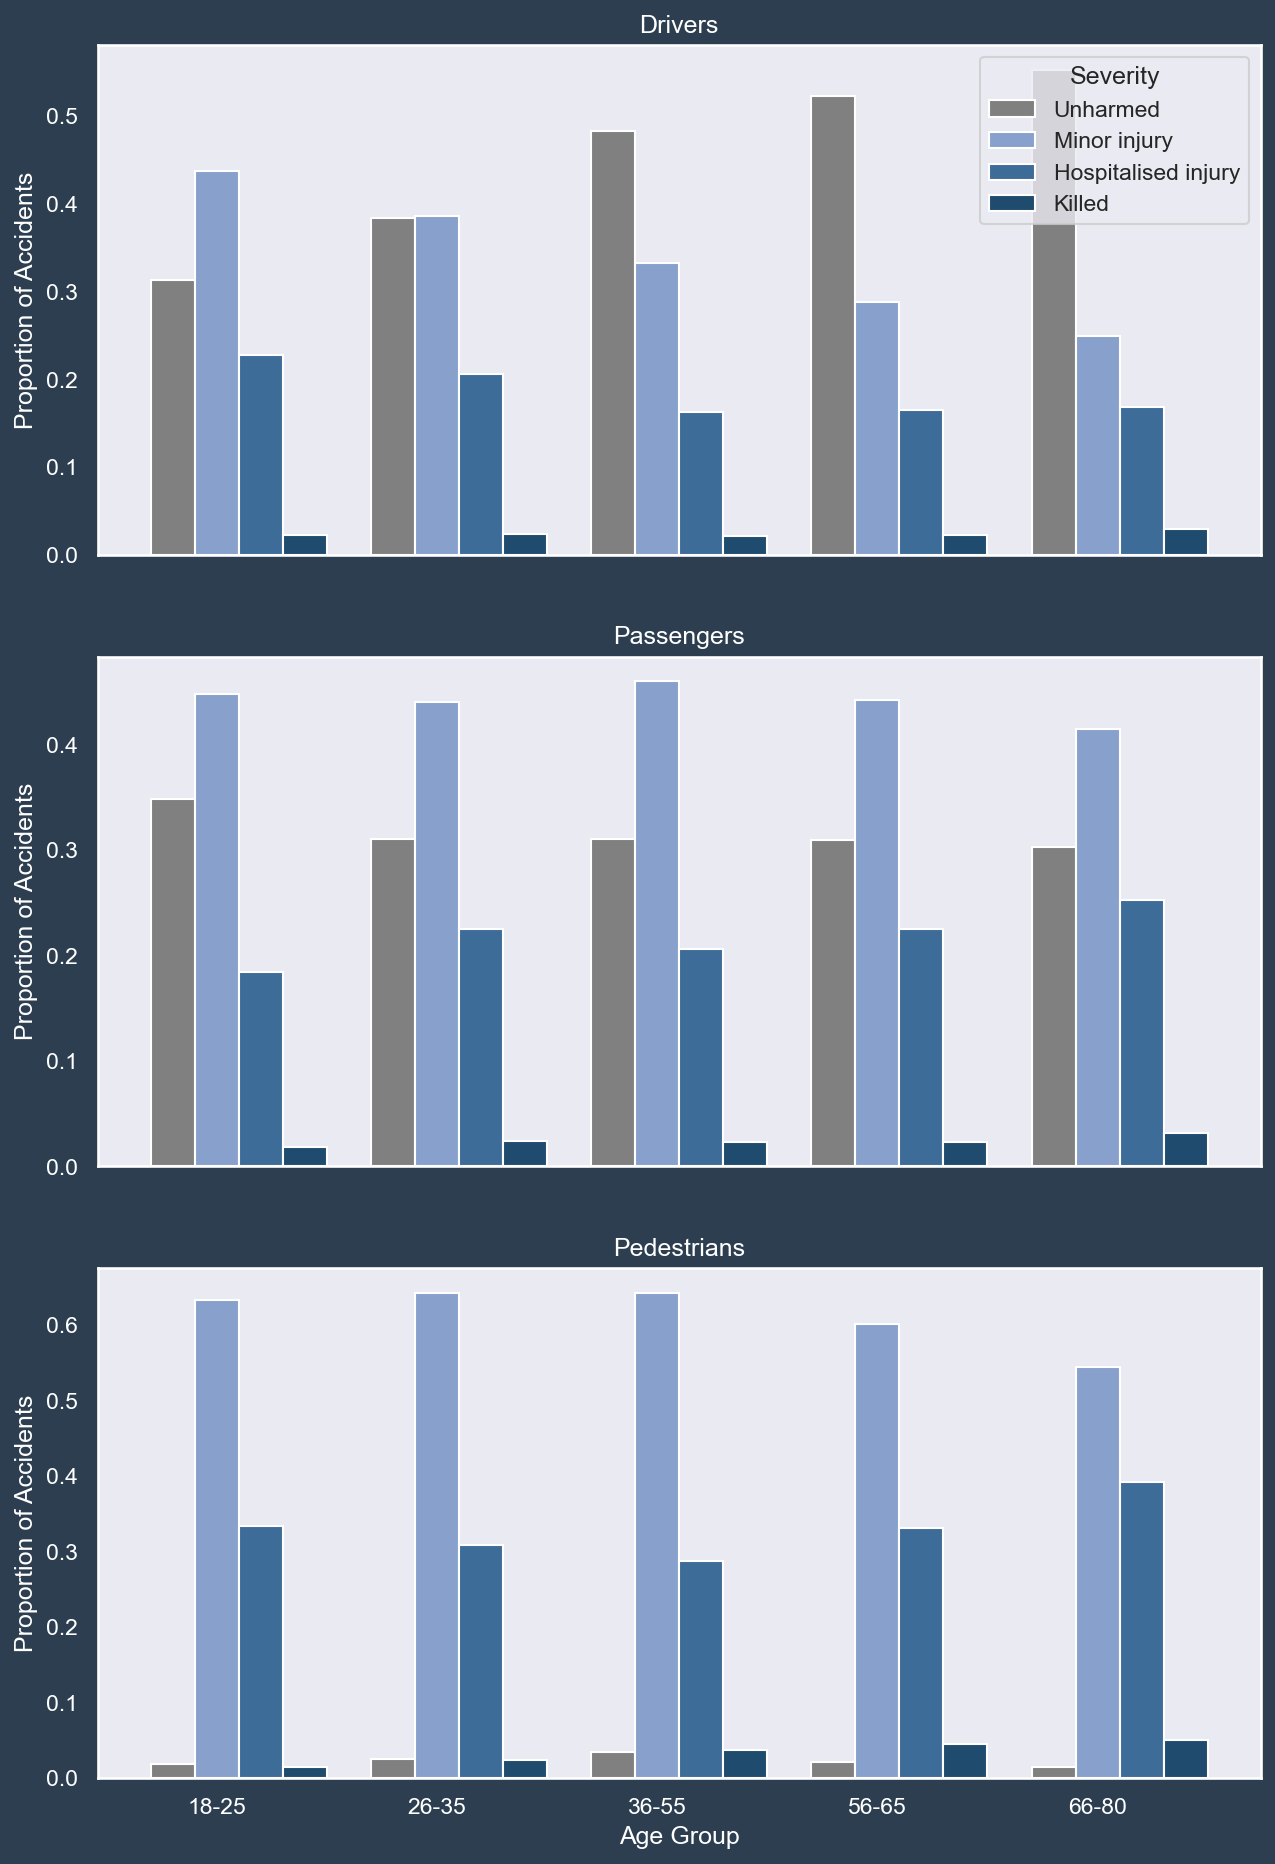 Drivers
Severity
Unharmed
Minor injury
Hospitalised injury
Killed
Proportion of Accidents
0.5
0.4
0.3
0.2
0.1
0.0
Passengers
Proportion of Accidents
0.4
0.3
0.2
0.1
0.0
Pedestrians
Proportion of Accidents
0.6
0.5
0.4
0.3
0.2
0.1
0.0
18-25 26-35 36-55 56-65 66-80
Age Group